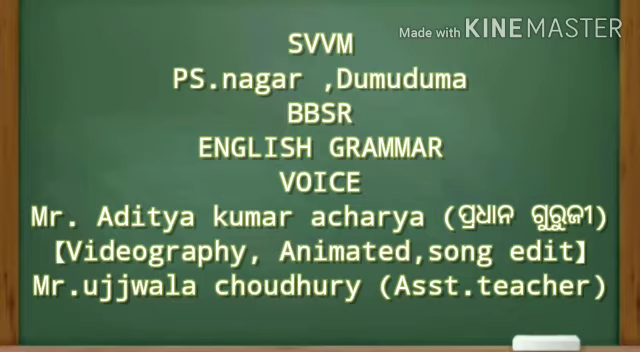 Made with KINEMASTER
SVVM
PS.nagar ,Dumuduma
BBSR
ENGLISH GRAMMAR
VOICE
Mr. Aditya kumar acharya (ପ୍ରଧାନ ଗୁରୁଜୀ)
【Videography, Animated,song edit】
Mr.ujjwala choudhury (Asst.teacher)